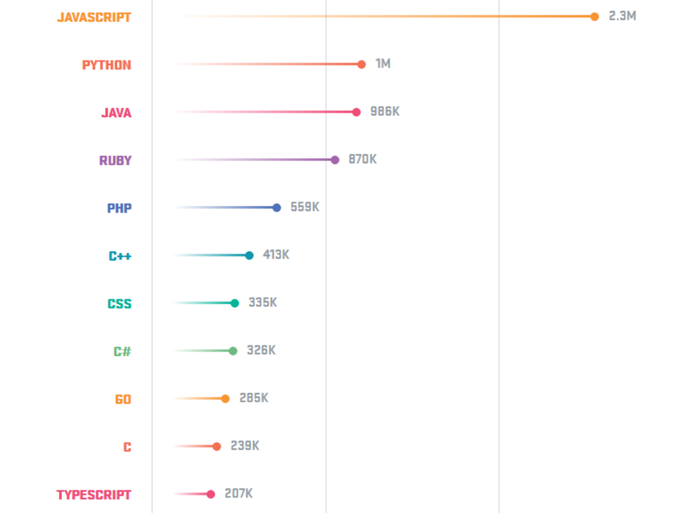 JAVASCRIPT 2.3M
PYTHON 1M
JAVA 986K
RUBY 870K
PHP 559K
C++ 413K
CSS 335K
C# 326K
GO 285K
C 239K
TYPESCRIPT 207K